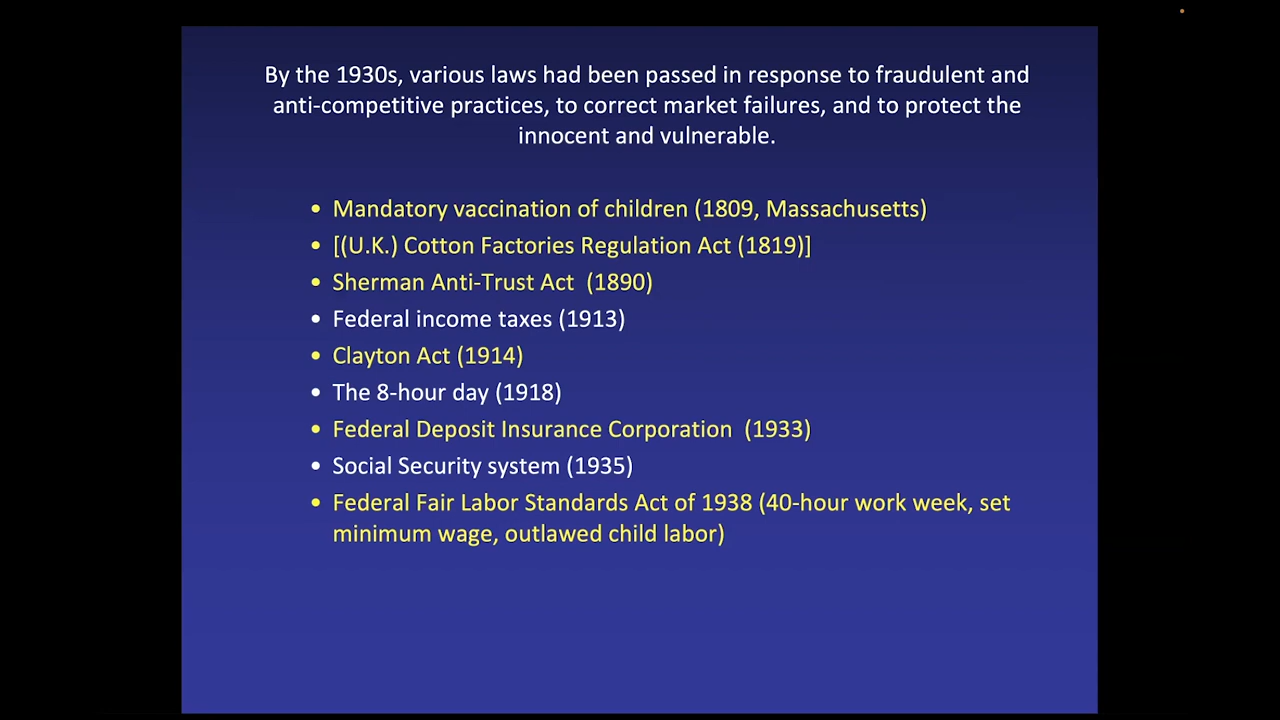 By the 1930s, various laws had been passed in response to fraudulent and
anti-competitive practices, to correct market failures, and to protect the
innocent and vulnerable.
• Mandatory vaccination of children (1809, Massachusetts)
• [(U.K.) Cotton Factories Regulation Act (1819)]
• Sherman Anti-Trust Act (1890)
• Federal income taxes (1913)
• Clayton Act (1914)
• The 8-hour day (1918)
• Federal Deposit Insurance Corporation (1933)
• Social Security system (1935)
• Federal Fair Labor Standards Act of 1938 (40-hour work week, set
minimum wage, outlawed child labor)